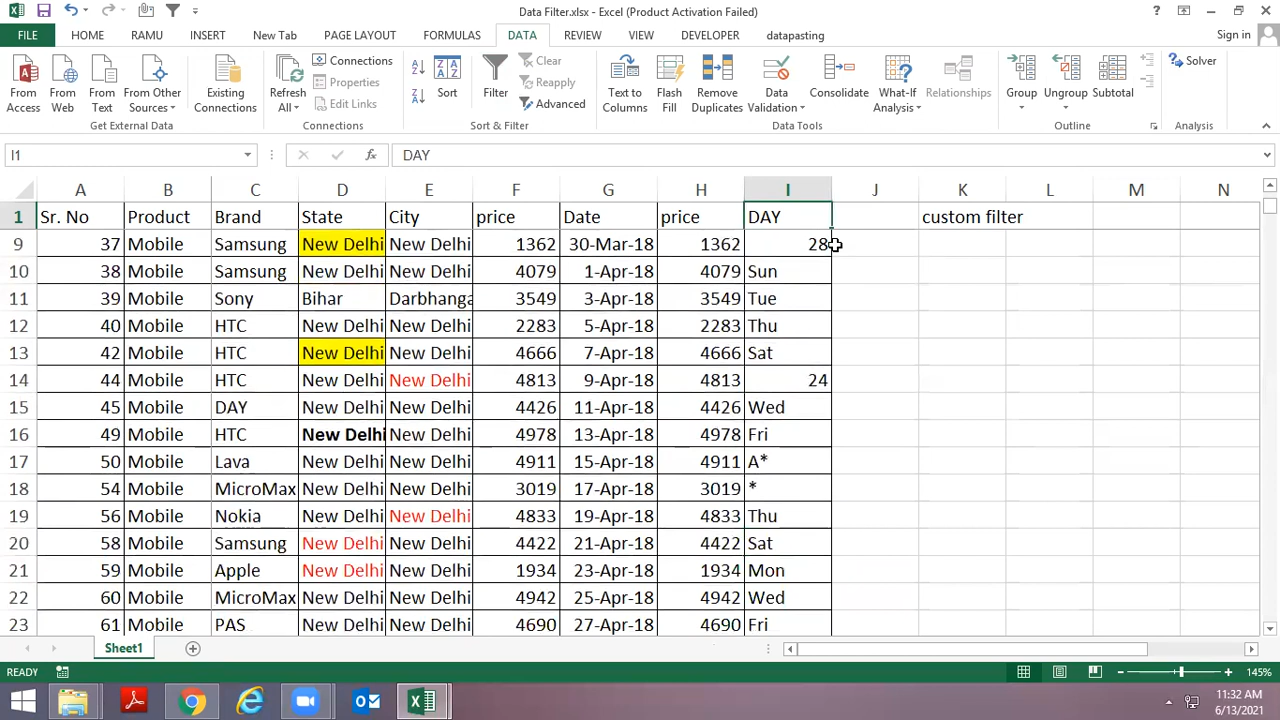 Data Filter.xlsx - Excel (Product Activation Failed)
FILE HOME RAMU INSERT New Tab PAGE LAYOUT FORMULAS DATA REVIEW VIEW DEVELOPER datapasting Sign in
From Access
From Web
From Text
From Other Sources
Existing Connections
Get External Data
Refresh All
Connections
Properties
Edit Links
Connections
Sort
Filter
Clear
Reapply
Advanced
Sort & Filter
Text to Columns
Flash Fill
Remove Duplicates
Data Validation
Consolidate
What-If Analysis
Relationships
Data Tools
Group
Ungroup
Subtotal
Outline
Solver
Analysis
I1 fx DAY
A B C D E F G H I J K L M N
1 Sr. No Product Brand State City price Date price DAY custom filter
9 37 Mobile Samsung New Delhi New Delhi 1362 30-Mar-18 1362 28
10 38 Mobile Samsung New Delhi New Delhi 4079 1-Apr-18 4079 Sun
11 39 Mobile Sony Bihar Darbhanga 3549 3-Apr-18 3549 Tue
12 40 Mobile HTC New Delhi New Delhi 2283 5-Apr-18 2283 Thu
13 42 Mobile HTC New Delhi New Delhi 4666 7-Apr-18 4666 Sat
14 44 Mobile HTC New Delhi New Delhi 4813 9-Apr-18 4813 24
15 45 Mobile DAY New Delhi New Delhi 4426 11-Apr-18 4426 Wed
16 49 Mobile HTC New Delhi New Delhi 4978 13-Apr-18 4978 Fri
17 50 Mobile Lava New Delhi New Delhi 4911 15-Apr-18 4911 A*
18 54 Mobile MicroMax New Delhi New Delhi 3019 17-Apr-18 3019 *
19 56 Mobile Nokia New Delhi New Delhi 4833 19-Apr-18 4833 Thu
20 58 Mobile Samsung New Delhi New Delhi 4422 21-Apr-18 4422 Sat
21 59 Mobile Apple New Delhi New Delhi 1934 23-Apr-18 1934 Mon
22 60 Mobile MicroMax New Delhi New Delhi 4942 25-Apr-18 4942 Wed
23 61 Mobile PAS New Delhi New Delhi 4690 27-Apr-18 4690 Fri
Sheet1
READY 145%
11:32 AM
6/13/2021